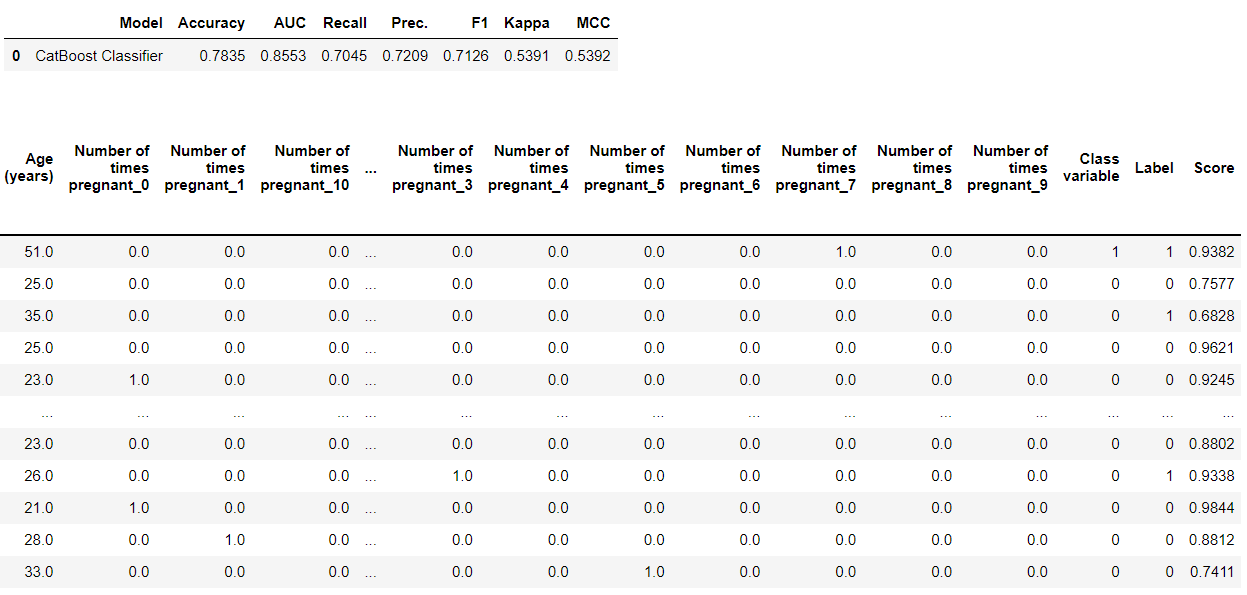 Model Accuracy AUC Recall Prec. F1 Kappa MCC
0 CatBoost Classifier 0.7835 0.8553 0.7045 0.7209 0.7126 0.5391 0.5392
Age (years) Number of times pregnant_0 Number of times pregnant_1 Number of times pregnant_10 ... Number of times pregnant_3 Number of times pregnant_4 Number of times pregnant_5 Number of times pregnant_6 Number of times pregnant_7 Number of times pregnant_8 Number of times pregnant_9 Class variable Label Score
51.0 0.0 0.0 0.0 ... 0.0 0.0 0.0 0.0 1.0 0.0 0.0 1 1 0.9382
25.0 0.0 0.0 0.0 ... 0.0 0.0 0.0 0.0 0.0 0.0 0.0 0 0 0.7577
35.0 0.0 0.0 0.0 ... 0.0 0.0 0.0 0.0 0.0 0.0 0.0 0 1 0.6828
25.0 0.0 0.0 0.0 ... 0.0 0.0 0.0 0.0 0.0 0.0 0.0 0 0 0.9621
23.0 1.0 0.0 0.0 ... 0.0 0.0 0.0 0.0 0.0 0.0 0.0 0 0 0.9245
... ... ... ... ... ... ... ... ... ... ... ... ... ... ...
23.0 0.0 0.0 0.0 ... 0.0 0.0 0.0 0.0 0.0 0.0 0.0 0 0 0.8802
26.0 0.0 0.0 0.0 ... 1.0 0.0 0.0 0.0 0.0 0.0 0.0 0 1 0.9338
21.0 1.0 0.0 0.0 ... 0.0 0.0 0.0 0.0 0.0 0.0 0.0 0 0 0.9844
28.0 0.0 1.0 0.0 ... 0.0 0.0 0.0 0.0 0.0 0.0 0.0 0 0 0.8812
33.0 0.0 0.0 0.0 ... 0.0 0.0 1.0 0.0 0.0 0.0 0.0 0 0 0.7411